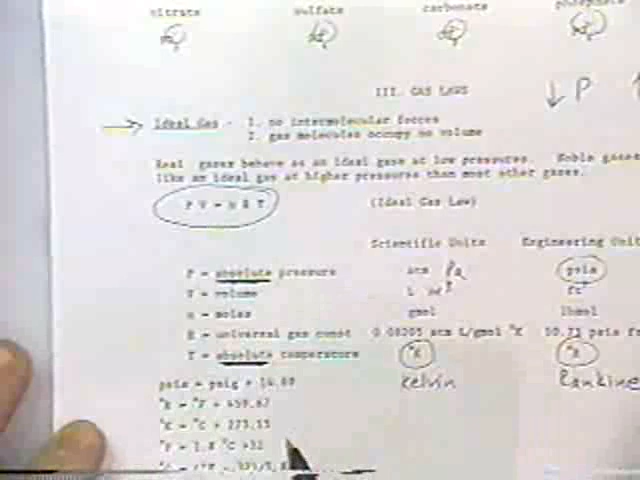 nitrate sulfate carbonate phosphate
III. GAS LAWS ↓ P ↑
Ideal Gas - 1. no intermolecular forces
2. gas molecules occupy no volume
Real gases behave as an ideal gase at low pressures. Noble gases
like an ideal gas at higher pressures than most other gases.
P V = n R T (Ideal Gas Law)
Scientific Units Engineering Uni
P = absolute pressure atm Pa psia
V = volume L m³ ft³
n = moles gmol lbmol
R = universal gas const 0.08205 atm L/gmol °K 10.73 psia f
T = absolute temperature °K °R
Kelvin Rankine
psia = psig + 14.
°R = °F + 459.67
°K = °C + 273.15
°F = 1.8 °C +32